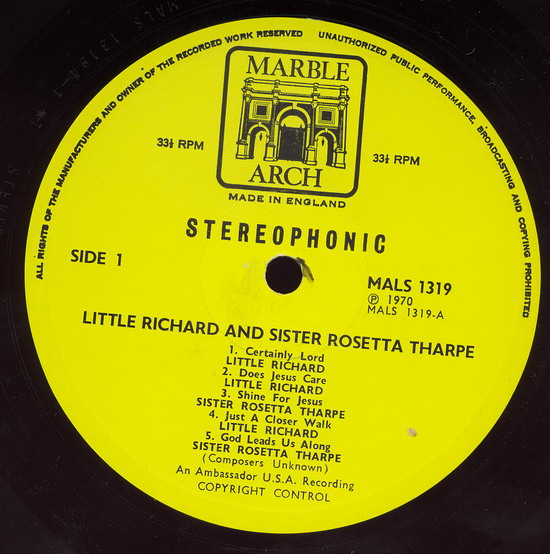 ALL RIGHTS OF THE MANUFACTURERS AND OWNER OF THE RECORDED WORK RESERVED UNAUTHORIZED PUBLIC PERFORMANCE, BROADCASTING AND COPYING PROHIBITED
MARBLE
ARCH
33⅓ RPM
33⅓ RPM
MADE IN ENGLAND
STEREOPHONIC
SIDE 1
MALS 1319
Ⓟ 1970
MALS 1319-A
LITTLE RICHARD AND SISTER ROSETTA THARPE
1. Certainly Lord
LITTLE RICHARD
2. Does Jesus Care
LITTLE RICHARD
3. Shine For Jesus
SISTER ROSETTA THARPE
4. Just A Closer Walk
LITTLE RICHARD
5. God Leads Us Along
SISTER ROSETTA THARPE
(Composers Unknown)
An Ambassador U.S.A. Recording
COPYRIGHT CONTROL